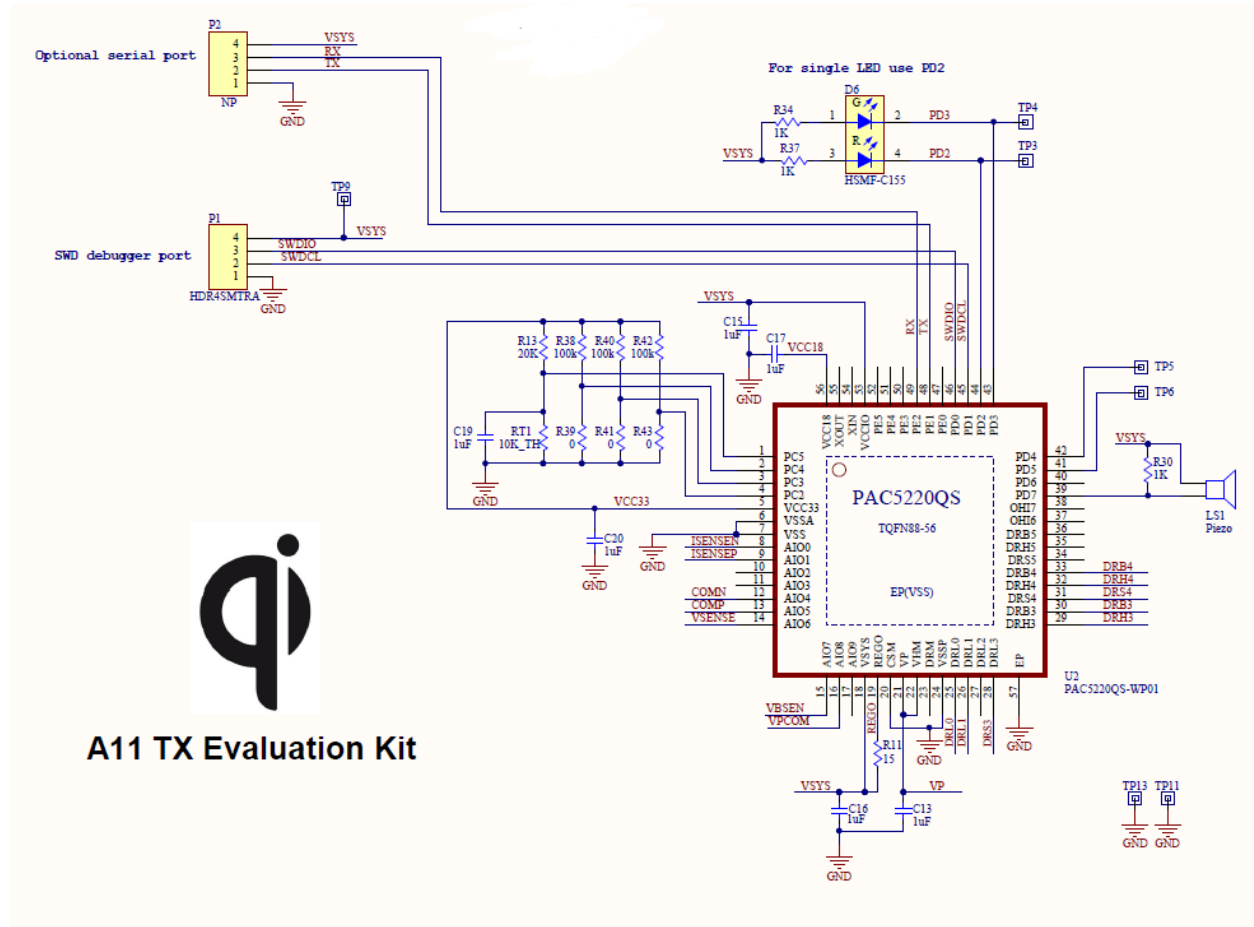 P2
Optional serial port
4
3
2
1
VSYS
RX
TX
NP
GND
For single LED use PD2
D6
G
R
R34
1K
R37
1K
VSYS
1
2
3
4
PD3
PD2
HSMF-C155
TP4
TP3
TP9
P1
SWD debugger port
4
3
2
1
VSYS
SWDIO
SWDCL
HDR4SMTRA
GND
VSYS
C15
1uF
C17
1uF
VCC18
GND
RX
TX
SWDIO
SWDCL
R13
20K
R38
100k
R40
100k
R42
100k
C19
1uF
RT1
10K_TH
R39
0
R41
0
R43
0
GND
VCC33
C20
1uF
GND
GND
ISENSEN
ISENSEP
COMN
COMP
VSENSE
56 55 54 53 52 51 50 49 48 47 46 45 44 43
VCC18 XOUT XIN VCCIO PE5 PE4 PE3 PE2 PE1 PE0 PD0 PD1 PD2 PD3
1 PC5
2 PC4
3 PC3
4 PC2
5 VCC33
6 VSSA
7 VSS
8 AIO0
9 AIO1
10 AIO2
11 AIO3
12 AIO4
13 AIO5
14 AIO6
PAC5220QS
TQFN88-56
EP(VSS)
PD4 42
PD5 41
PD6 40
PD7 39
OHI7 38
OHI6 37
DRB5 36
DRH5 35
DRS5 34
DRB4 33
DRH4 32
DRS4 31
DRB3 30
DRH3 29
TP5
TP6
VSYS
R30
1K
LS1
Piezo
DRB4
DRH4
DRS4
DRB3
DRH3
AIO7 AIO8 AIO9 VSYS REGO CSM VP VHM DRM VSSP DRL0 DRL1 DRL2 DRL3 EP
15 16 17 18 19 20 21 22 23 24 25 26 27 28 57
U2
PAC5220QS-WP01
VBSEN
VPCOM
REGO
R11
15
GND
DRL0
DRL1
DRS3
GND
VSYS
C16
1uF
VP
C13
1uF
GND
TP13 TP11
GND GND
qi
A11 TX Evaluation Kit